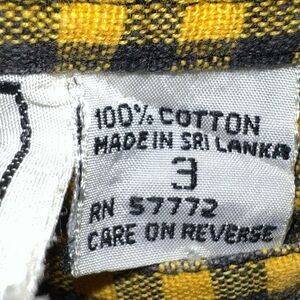 100% COTTON
MADE IN SRI LANKA
3
RN 57772
CARE ON REVERSE